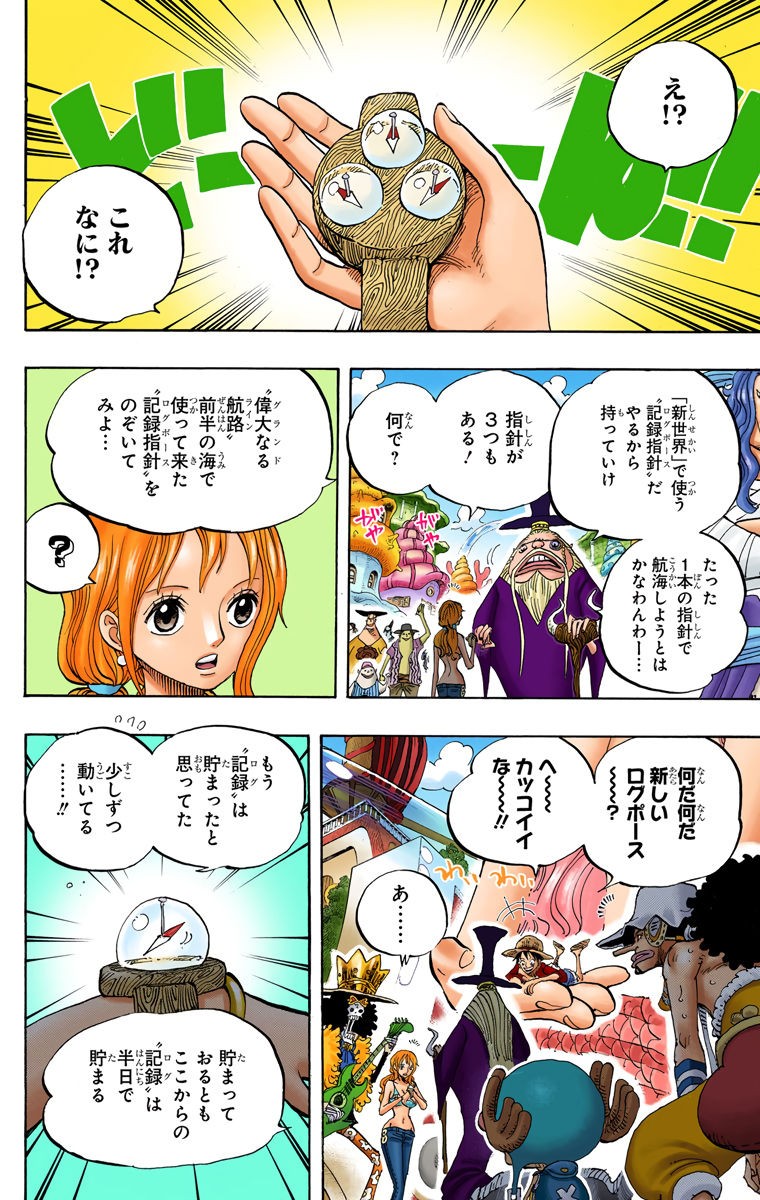 え!?
ど
ーん!!
これ
なに!?
「新世界」で使う
“記録指針”だ
やるから
持っていけ
指針が
3つも
ある!
何で?
たった
1本の指針で
航海しようとは
かなわんわー…
ガヤ
ガヤ
“偉大なる
航路”
前半の海で
使って来た
“記録指針”を
のぞいて
みよ…
?
何だ何だ
新しい
ログポース
〜〜?
へ〜〜
カッコイイ
な〜〜!!
わい
わい
あ……
もう
“記録”は
貯まったと
思ってた
少しずつ
動いてる
……!!
貯まって
おるとも
ここからの
“記録”は
半日で
貯まる